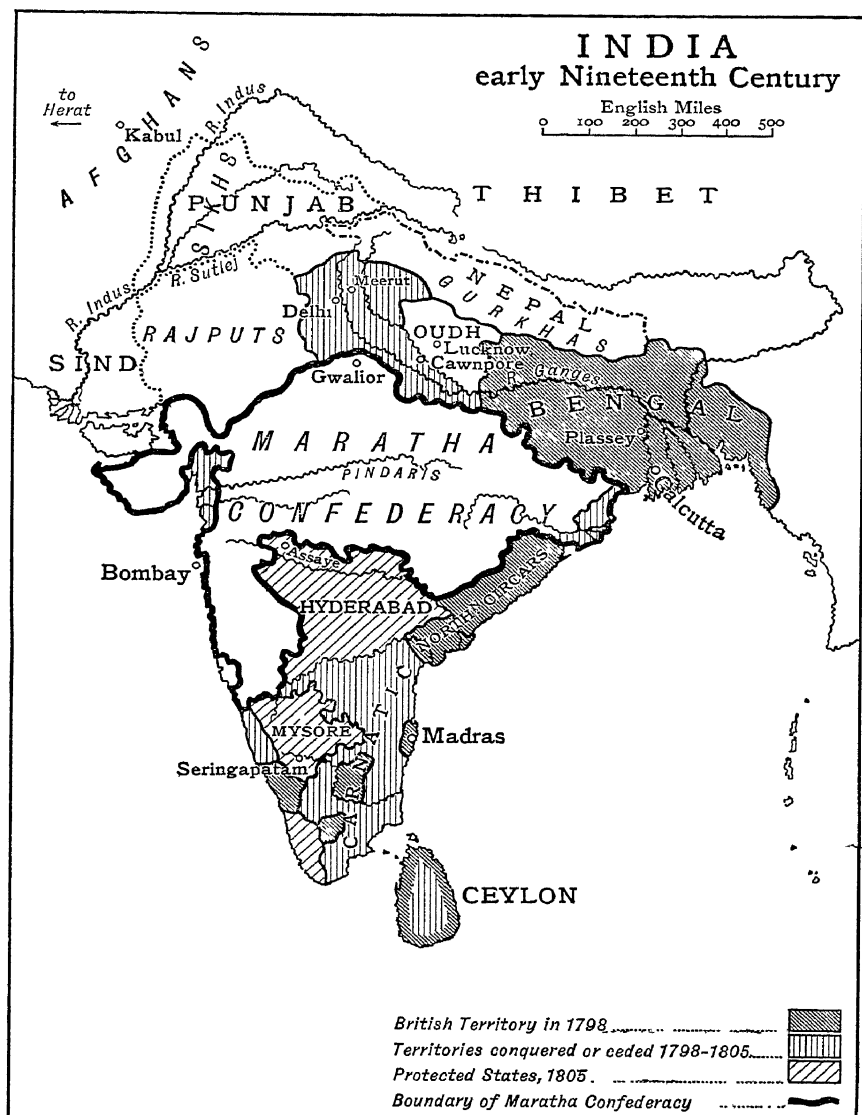 INDIA
early Nineteenth Century
English Miles
0 100 200 300 400 500
to
Herat
AFGHANS
Kabul
R. Indus
THIBET
PUNJAB
SIKHS
R. Indus
R. Sutlej
NEPAL
GURKHAS
Meerut
Delhi
RAJPUTS
OUDH
Lucknow
Cawnpore
SIND
Gwalior
R. Ganges
BENGAL
Plassey
Calcutta
MARATHA
PINDARIS
CONFEDERACY
Assaye
Bombay
HYDERABAD
NORTHN CIRCARS
CARNATIC
MYSORE
Madras
Seringapatam
CEYLON
British Territory in 1798
Territories conquered or ceded 1798-1805
Protected States, 1805
Boundary of Maratha Confederacy